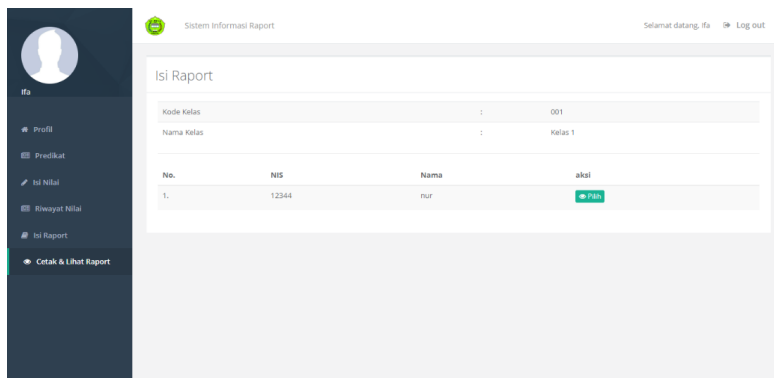 Sistem Informasi Raport
Selamat datang, Ifa Log out
Ifa
Profil
Predikat
Isi Nilai
Riwayat Nilai
Isi Raport
Cetak & Lihat Raport
Isi Raport
Kode Kelas : 001
Nama Kelas : Kelas 1
No. NIS Nama aksi
1. 12344 nur Pilih